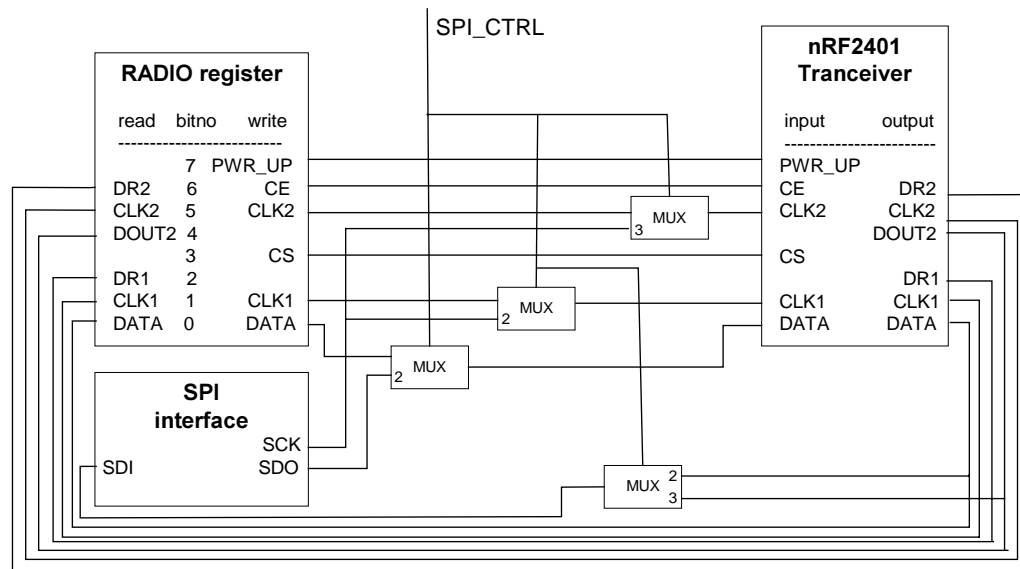 SPI_CTRL
RADIO register
read bitno write
---------------------------
7 PWR_UP
DR2 6 CE
CLK2 5 CLK2
DOUT2 4
3 CS
DR1 2
CLK1 1 CLK1
DATA 0 DATA
SPI
interface
SCK
SDI SDO
MUX
3
MUX
2
MUX
2
MUX 2
3
nRF2401
Tranceiver
input output
---------------------------
PWR_UP
CE DR2
CLK2 CLK2
DOUT2
CS
DR1
CLK1 CLK1
DATA DATA